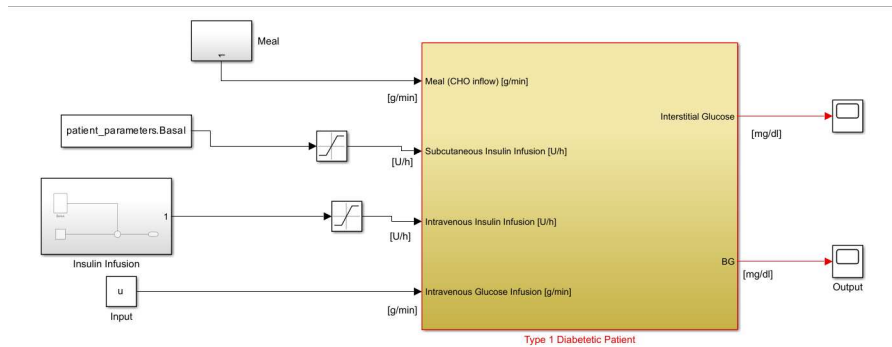 Meal
Meal (CHO inflow) [g/min]
[g/min]
Interstitial Glucose
[mg/dl]
patient_parameters.Basal
Subcutaneous Insulin Infusion [U/h]
[U/h]
1
Intravenous Insulin Infusion [U/h]
[U/h]
Insulin Infusion
BG
[mg/dl]
Output
u
Intravenous Glucose Infusion [g/min]
[g/min]
Input
Type 1 Diabetetic Patient